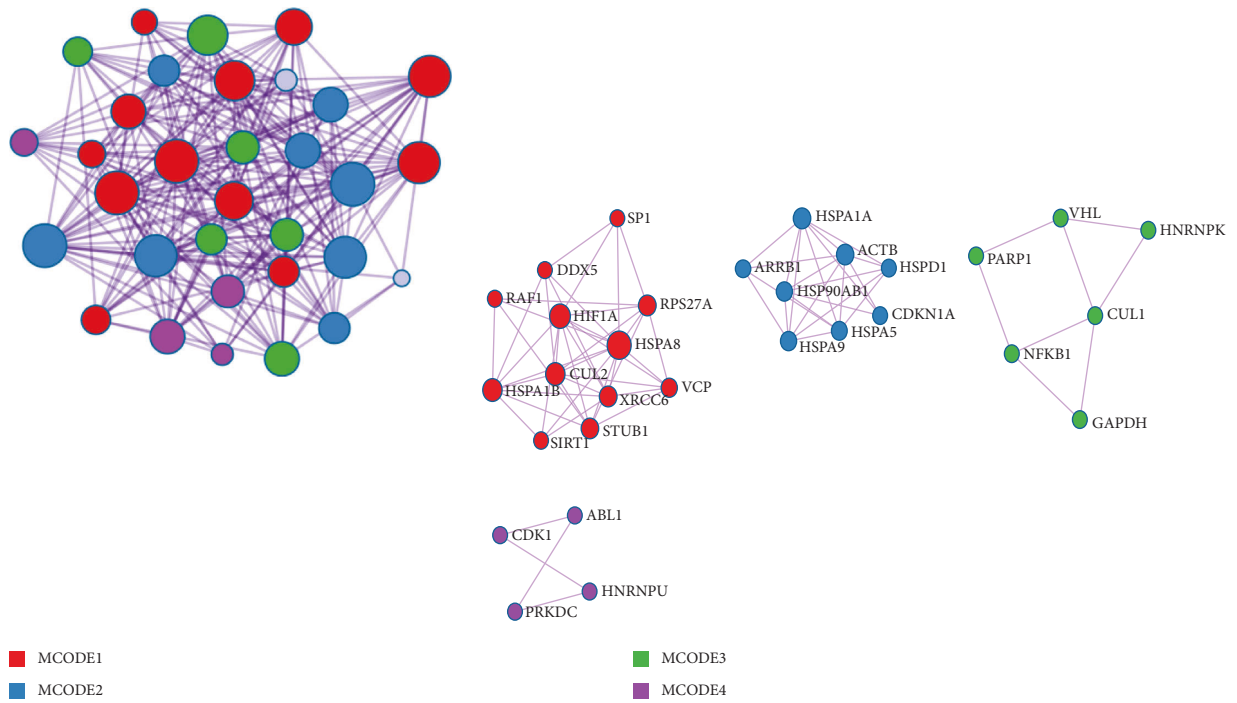 SP1
DDX5
RAF1
RPS27A
HIF1A
HSPA8
CUL2
HSPA1B
VCP
XRCC6
STUB1
SIRT1
HSPA1A
ACTB
ARRB1
HSPD1
HSP90AB1
CDKN1A
HSPA5
HSPA9
VHL
HNRNPK
PARP1
CUL1
NFKB1
GAPDH
ABL1
CDK1
HNRNPU
PRKDC
MCODE1
MCODE2
MCODE3
MCODE4